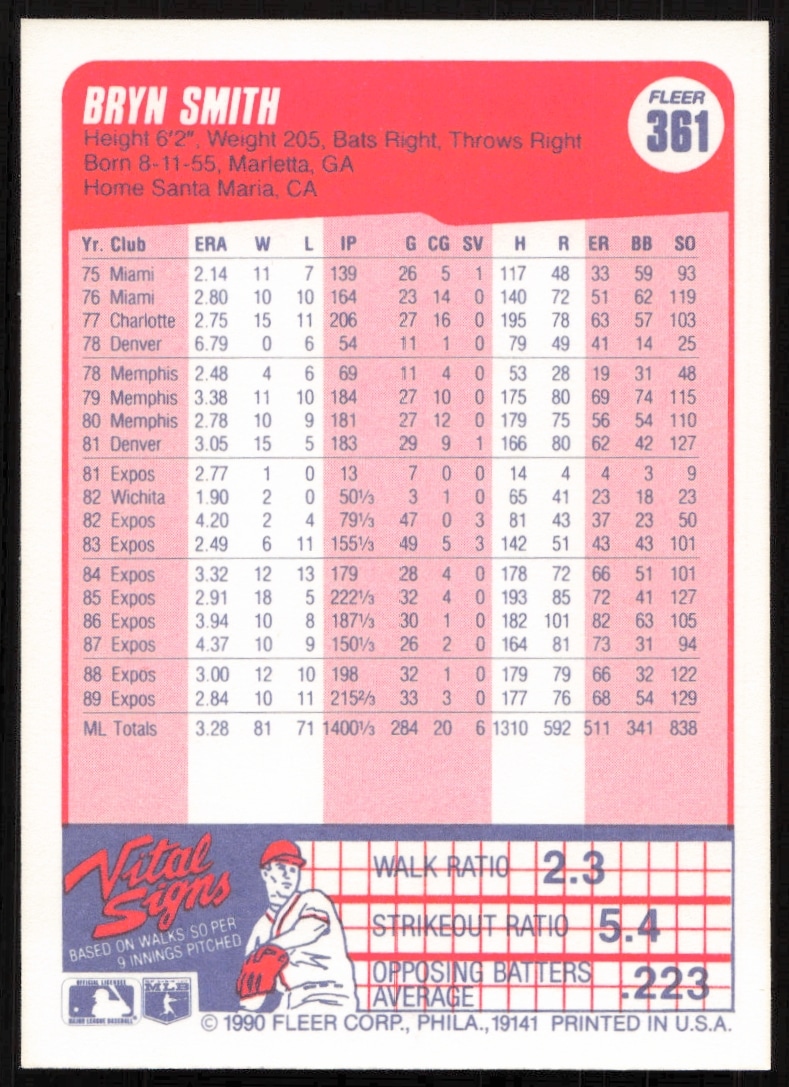 BRYN SMITH
FLEER
361
Height 6'2", Weight 205, Bats Right, Throws Right
Born 8-11-55, Marletta, GA
Home Santa Maria, CA
Yr. Club ERA W L IP G CG SV H R ER BB SO
75 Miami 2.14 11 7 139 26 5 1 117 48 33 59 93
76 Miami 2.80 10 10 164 23 14 0 140 72 51 62 119
77 Charlotte 2.75 15 11 206 27 16 0 195 78 63 57 103
78 Denver 6.79 0 6 54 11 1 0 79 49 41 14 25
78 Memphis 2.48 4 6 69 11 4 0 53 28 19 31 48
79 Memphis 3.38 11 10 184 27 10 0 175 80 69 74 115
80 Memphis 2.78 10 9 181 27 12 0 179 75 56 54 110
81 Denver 3.05 15 5 183 29 9 1 166 80 62 42 127
81 Expos 2.77 1 0 13 7 0 0 14 4 4 3 9
82 Wichita 1.90 2 0 50⅓ 3 1 0 65 41 23 18 23
82 Expos 4.20 2 4 79⅓ 47 0 3 81 43 37 23 50
83 Expos 2.49 6 11 155⅓ 49 5 3 142 51 43 43 101
84 Expos 3.32 12 13 179 28 4 0 178 72 66 51 101
85 Expos 2.91 18 5 222⅓ 32 4 0 193 85 72 41 127
86 Expos 3.94 10 8 187⅓ 30 1 0 182 101 82 63 105
87 Expos 4.37 10 9 150⅓ 26 2 0 164 81 73 31 94
88 Expos 3.00 12 10 198 32 1 0 179 79 66 32 122
89 Expos 2.84 10 11 215⅔ 33 3 0 177 76 68 54 129
ML Totals 3.28 81 71 1400⅓ 284 20 6 1310 592 511 341 838
Vital
Signs
BASED ON WALKS/SO PER
9 INNINGS PITCHED
WALK RATIO 2.3
STRIKEOUT RATIO 5.4
OPPOSING BATTERS
AVERAGE .223
OFFICIAL LICENSEE
MAJOR LEAGUE BASEBALL
MLB
© 1990 FLEER CORP., PHILA., 19141 PRINTED IN U.S.A.